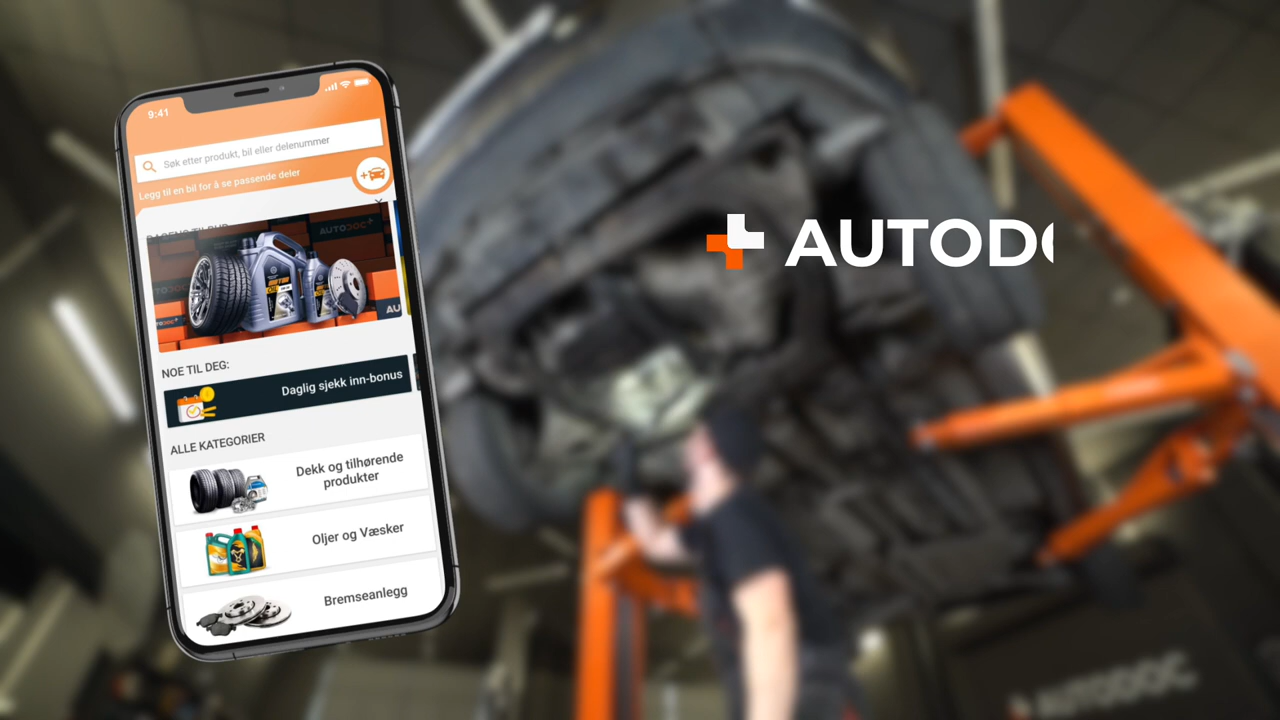 9:41
Søk etter produkt, bil eller delenummer
Legg til en bil for å se passende deler
NOE TIL DEG:
Daglig sjekk inn-bonus
ALLE KATEGORIER
Dekk og tilhørende
produkter
Oljer og Væsker
Bremseanlegg
AUTODO
AUTODOC